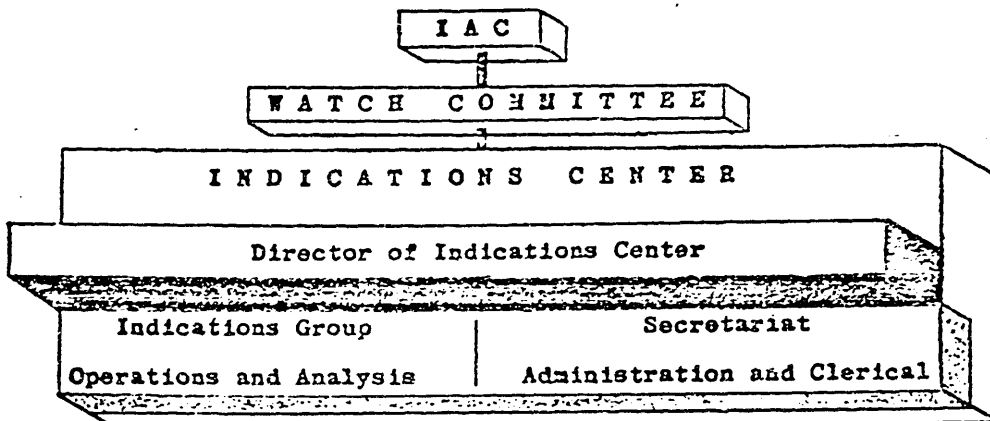 IAC
WATCH COMMITTEE
INDICATIONS CENTER
Director of Indications Center
Indications Group
Operations and Analysis
Secretariat
Administration and Clerical